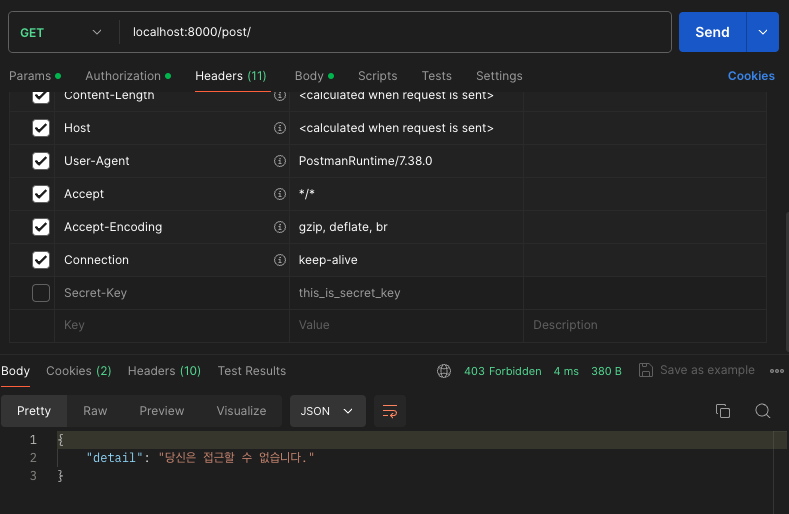 GET localhost:8000/post/ Send
Params Authorization Headers (11) Body Scripts Tests Settings Cookies
Content-Length <calculated when request is sent>
Host <calculated when request is sent>
User-Agent PostmanRuntime/7.38.0
Accept */*
Accept-Encoding gzip, deflate, br
Connection keep-alive
Secret-Key this_is_secret_key
Key Value Description
Body Cookies (2) Headers (10) Test Results 403 Forbidden 4 ms 380 B Save as example
Pretty Raw Preview Visualize JSON
1 {
2 "detail": "당신은 접근할 수 없습니다."
3 }